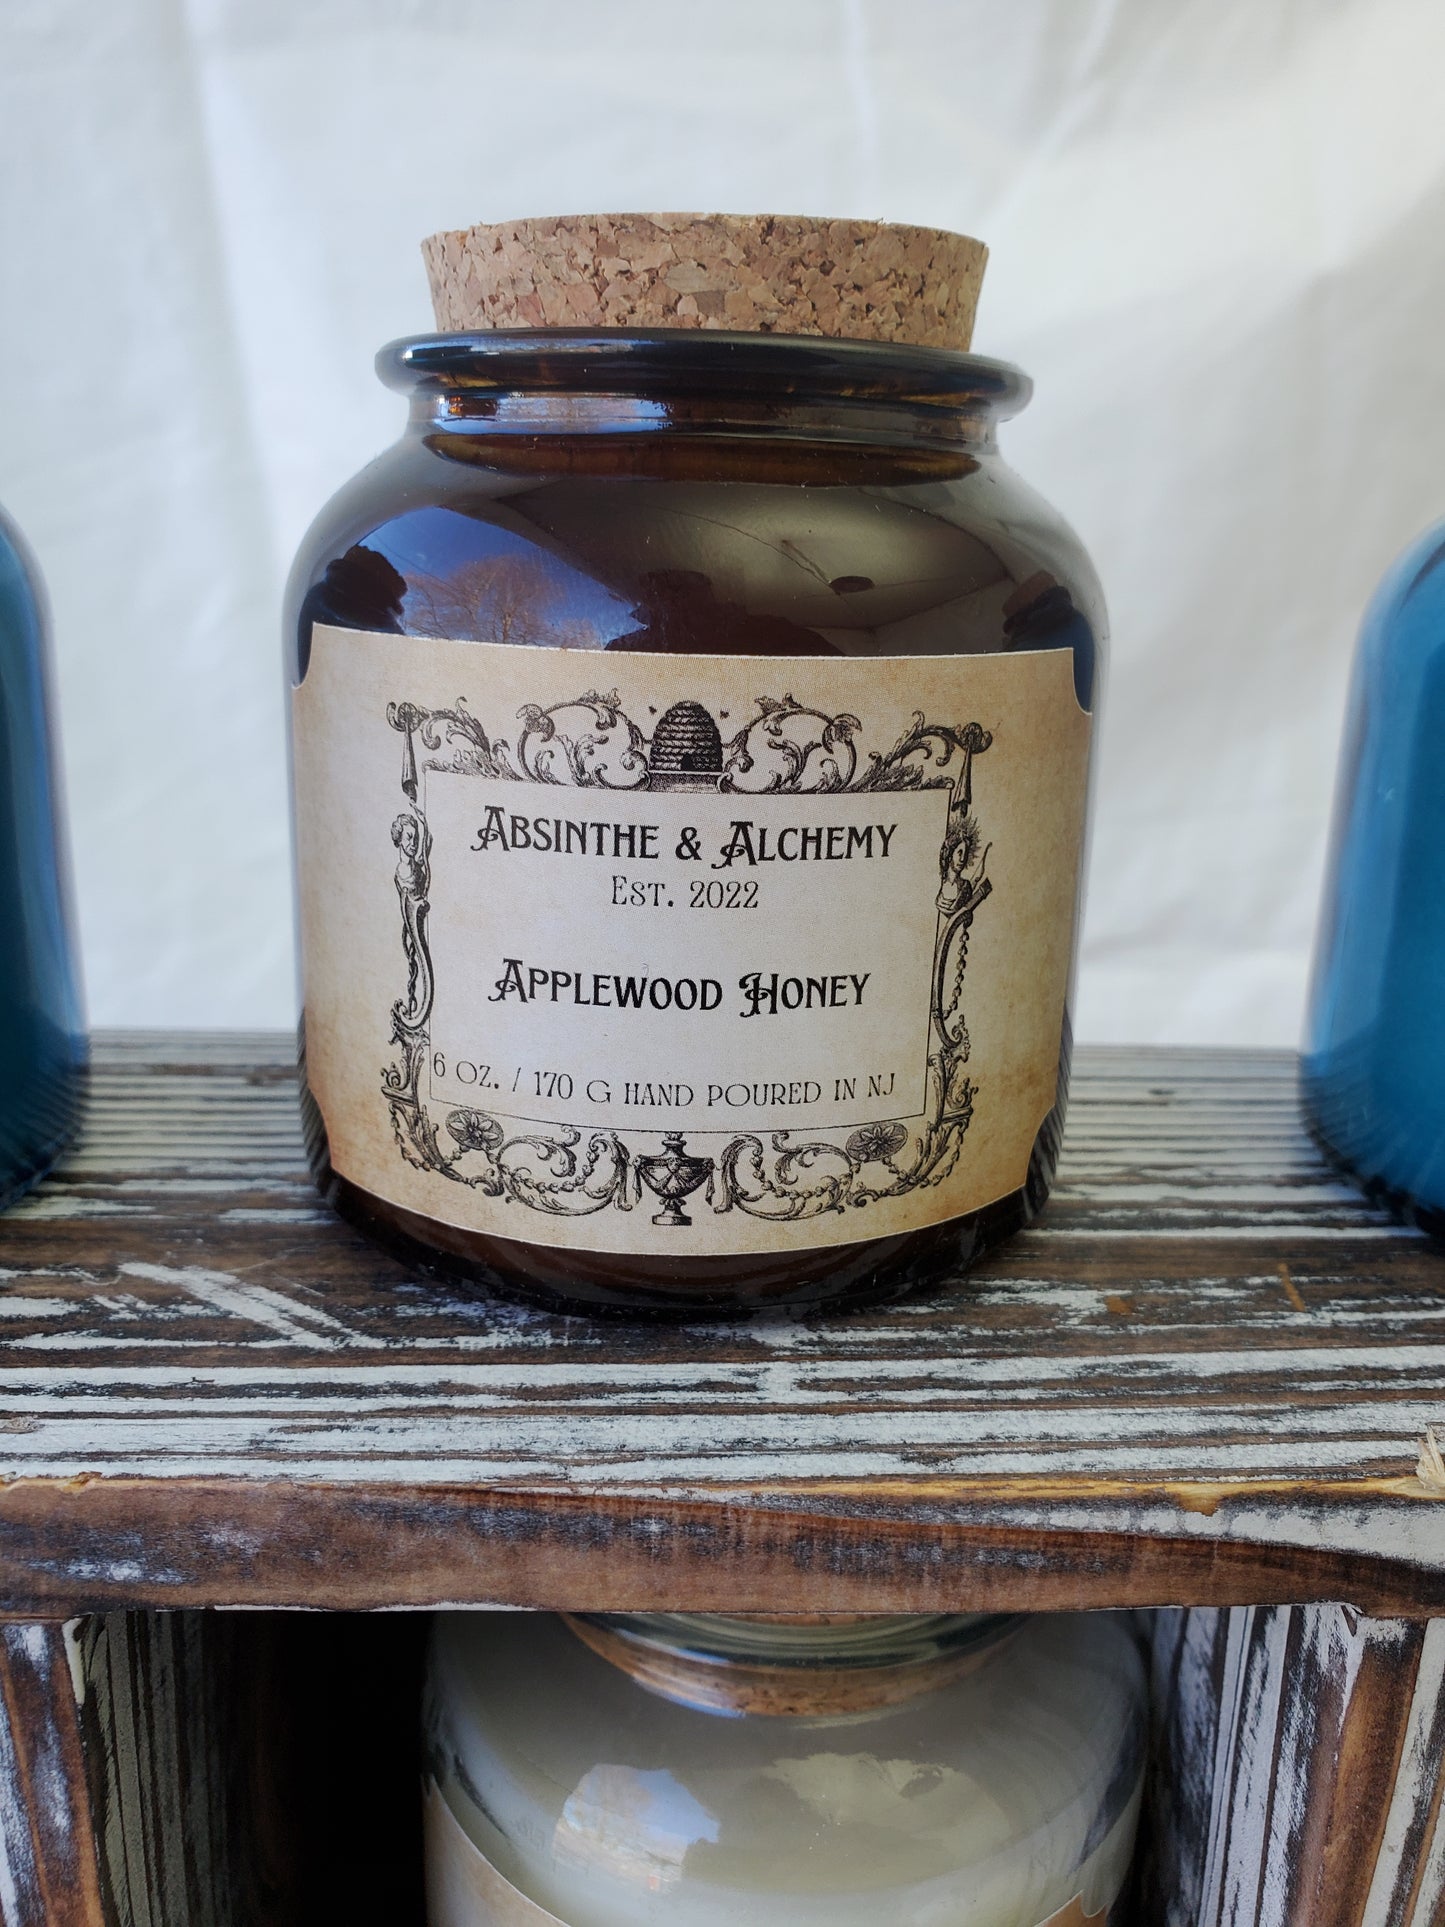 Absinthe & Alchemy
Est. 2022
Applewood Honey
6 oz. / 170 g hand poured in NJ